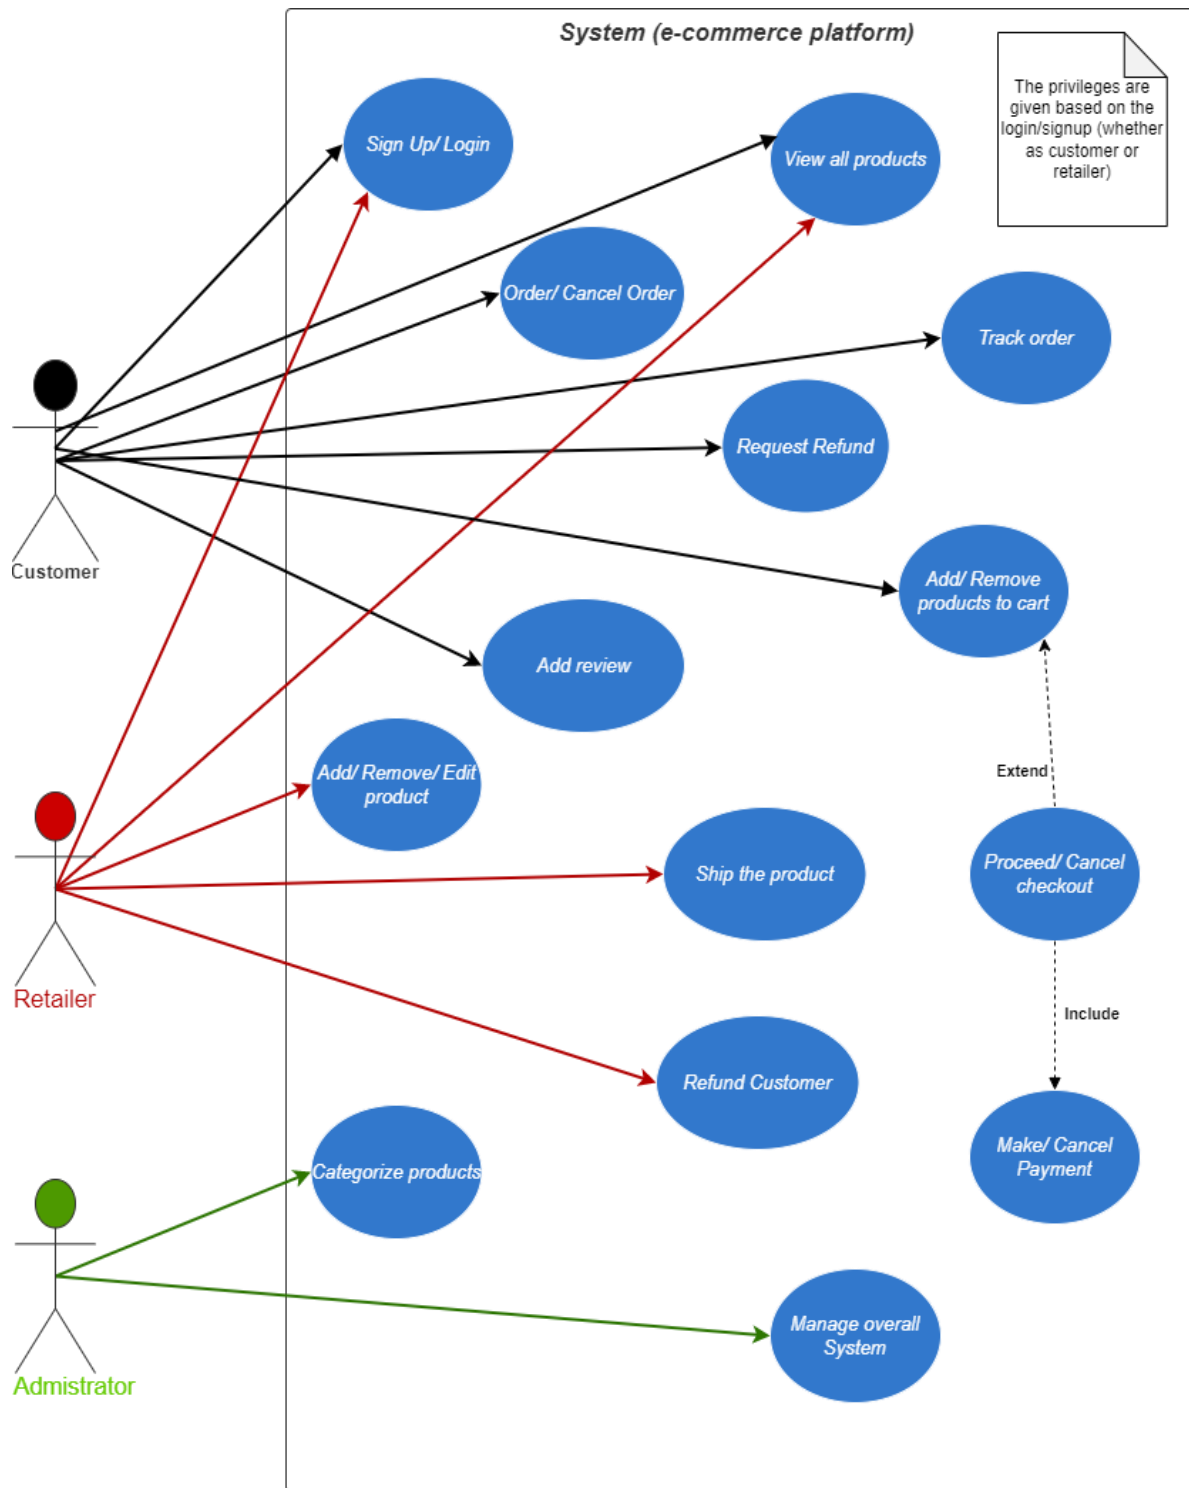 System (e-commerce platform)
The privileges are
given based on the
login/signup (whether
as customer or
retailer)
Sign Up/ Login
View all products
Order/ Cancel Order
Track order
Request Refund
Customer
Add/ Remove
products to cart
Add review
Add/ Remove/ Edit
product
Extend
Ship the product
Proceed/ Cancel
checkout
Retailer
Include
Refund Customer
Categorize products
Make/ Cancel
Payment
Manage overall
System
Admistrator